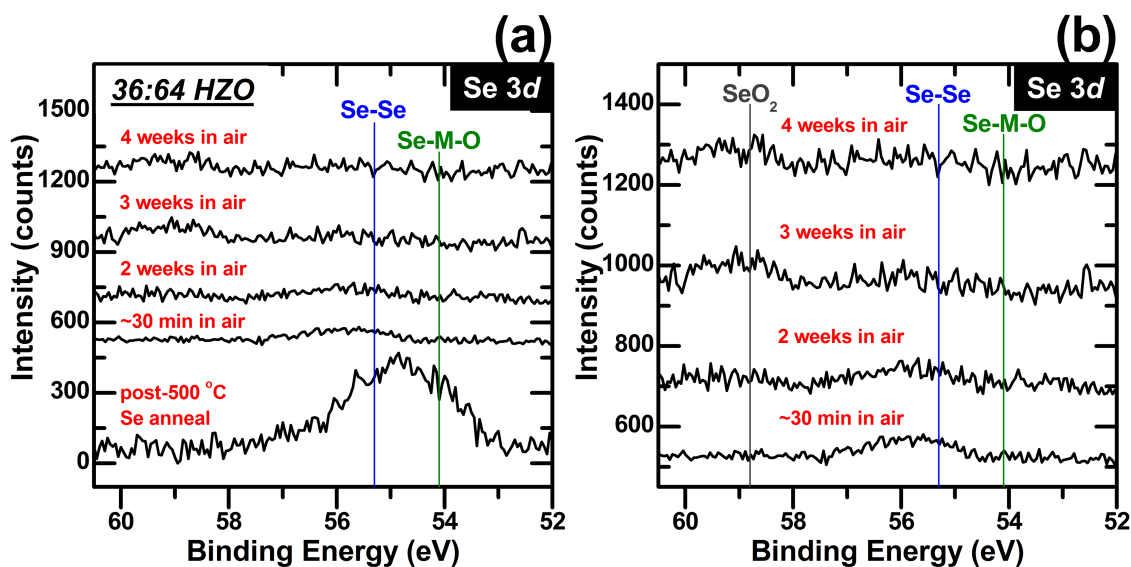 (a)
36:64 HZO
Se 3d
1500
Se-Se
4 weeks in air
Se-M-O
1200
3 weeks in air
900
2 weeks in air
600
~30 min in air
300
post-500 °C
Se anneal
0
60 58 56 54 52
Binding Energy (eV)
Intensity (counts)
(b)
Se 3d
1400
SeO₂
Se-Se
4 weeks in air
Se-M-O
1200
3 weeks in air
1000
2 weeks in air
800
~30 min in air
600
60 58 56 54 52
Binding Energy (eV)
Intensity (counts)